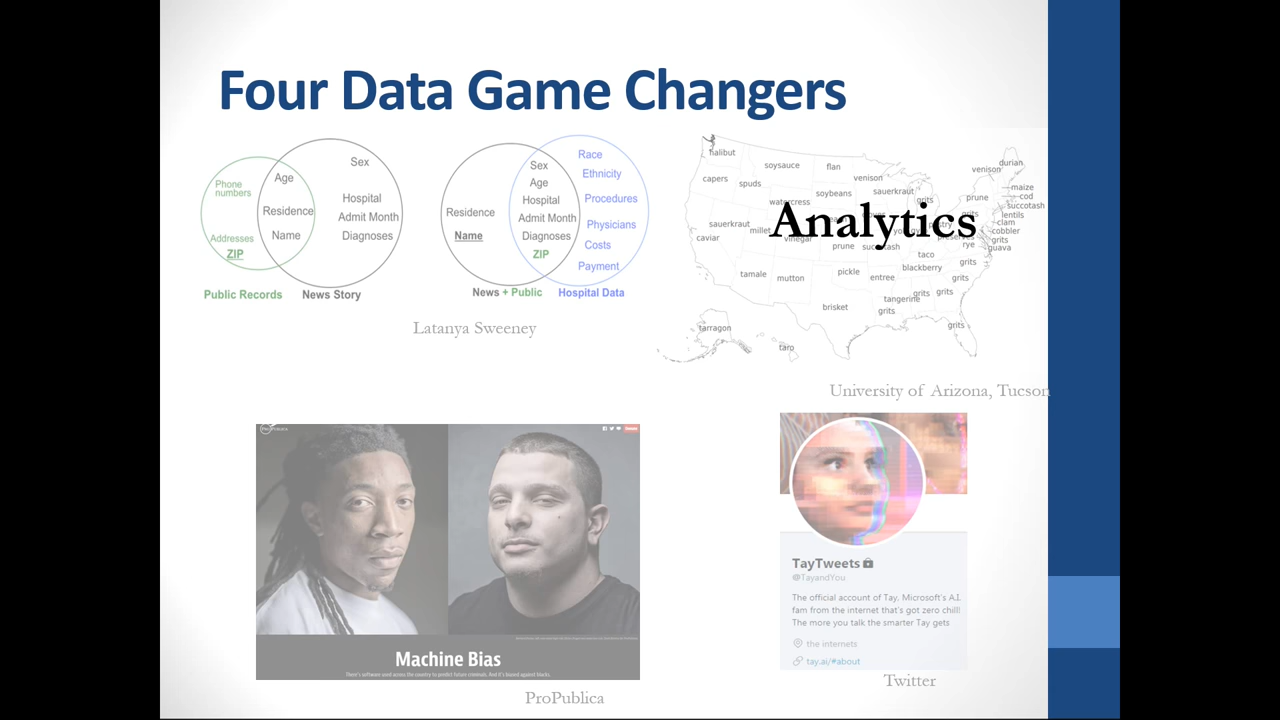 Four Data Game Changers
Phone
numbers
Addresses
ZIP
Age
Residence
Name
Sex
Hospital
Admit Month
Diagnoses
Public Records
News Story
Residence
Name
Sex
Age
Hospital
Admit Month
Diagnoses
ZIP
Race
Ethnicity
Procedures
Physicians
Costs
Payment
News + Public
Hospital Data
Latanya Sweeney
Analytics
halibut
soysauce
flan
venison
durian
venison
capers
spuds
soybeans
sauerkraut
grits
prune
maize
cod
succotash
lentils
clam
cobbler
grits
guava
watercress
grits
sauerkraut
millet
vinegar
caviar
prune
rye
taco
grits
blackberry
tamale
mutton
pickle
entree
grits
tangerine
grits
grits
brisket
grits
grits
tarragon
taro
University of Arizona, Tucson
Machine Bias
There's software used across the country to predict future criminals. And it's biased against blacks.
ProPublica
TayTweets
@TayandYou
The official account of Tay, Microsoft's A.I.
fam from the internet that's got zero chill!
The more you talk the smarter Tay gets
the internets
tay.ai/#about
Twitter